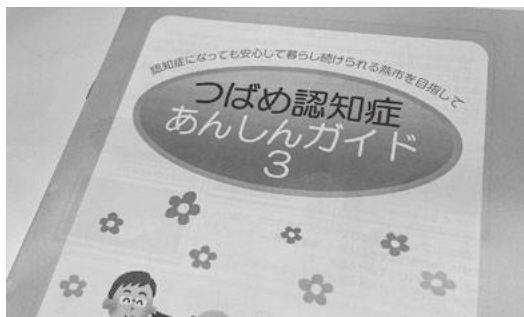 認知症になっても安心して暮らし続けられる燕市を目指して
つばめ認知症
あんしんガイド
3